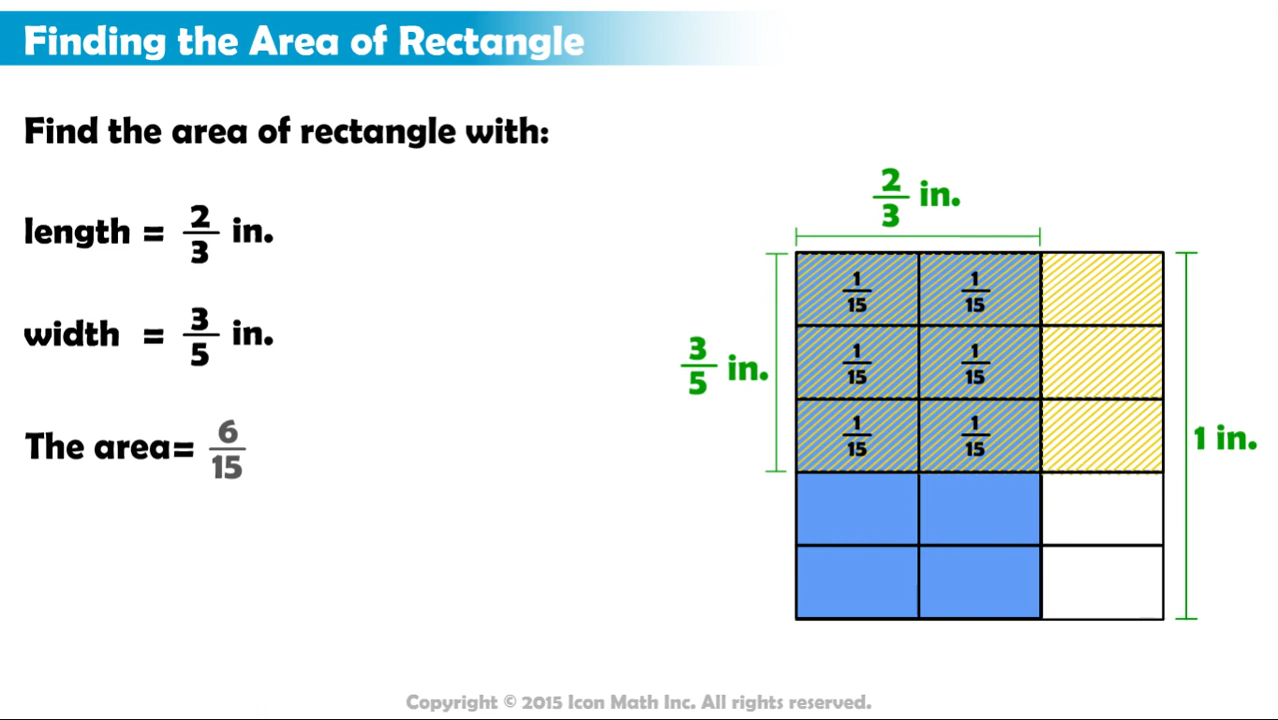 Finding the Area of Rectangle
Find the area of rectangle with:
length = 2/3 in.
width = 3/5 in.
The area= 6/15
2/3 in.
3/5 in.
1/15 1/15
1/15 1/15
1/15 1/15
1 in.
Copyright © 2015 Icon Math Inc. All rights reserved.